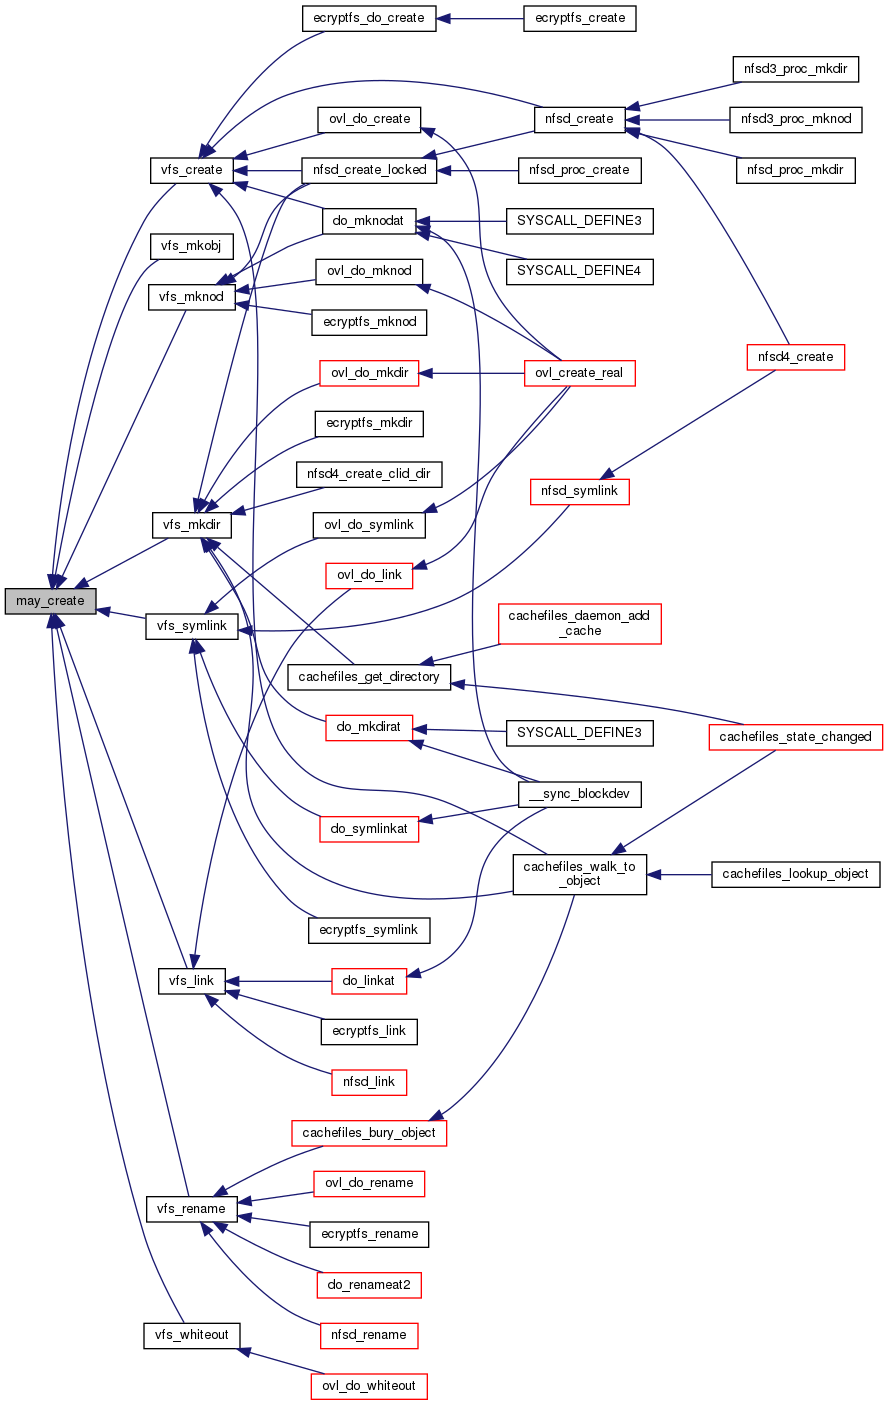 ecryptfs_do_create
ecryptfs_create
nfsd3_proc_mkdir
ovl_do_create
nfsd_create
nfsd3_proc_mknod
vfs_create
nfsd_create_locked
nfsd_proc_create
nfsd_proc_mkdir
do_mknodat
SYSCALL_DEFINE3
vfs_mkobj
ovl_do_mknod
SYSCALL_DEFINE4
vfs_mknod
ecryptfs_mknod
nfsd4_create
ovl_do_mkdir
ovl_create_real
ecryptfs_mkdir
nfsd4_create_clid_dir
nfsd_symlink
vfs_mkdir
ovl_do_symlink
ovl_do_link
may_create
vfs_symlink
cachefiles_daemon_add
_cache
cachefiles_get_directory
do_mkdirat
SYSCALL_DEFINE3
cachefiles_state_changed
__sync_blockdev
do_symlinkat
cachefiles_walk_to
_object
cachefiles_lookup_object
ecryptfs_symlink
vfs_link
do_linkat
ecryptfs_link
nfsd_link
cachefiles_bury_object
ovl_do_rename
vfs_rename
ecryptfs_rename
do_renameat2
vfs_whiteout
nfsd_rename
ovl_do_whiteout